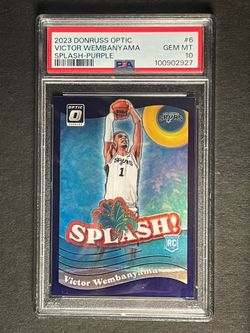 2023 DONRUSS OPTIC #6
VICTOR WEMBANYAMA GEM MT
SPLASH-PURPLE PSA 10
100902927
OPTIC
SPURS
1
SPLASH!
RC
Victor Wembanyama